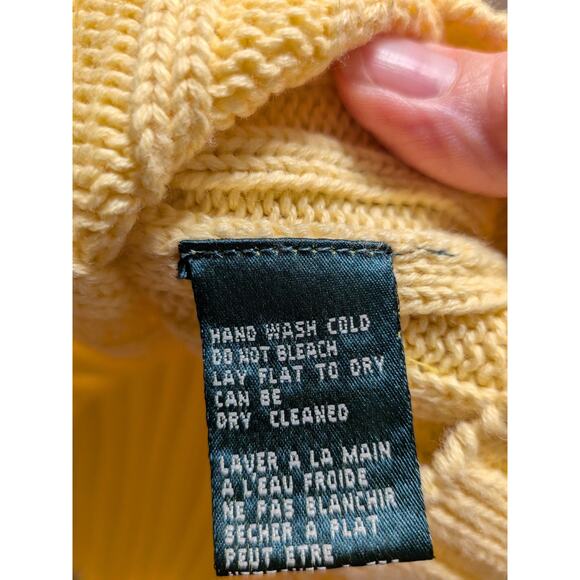 HAND WASH COLD
DO NOT BLEACH
LAY FLAT TO DRY
CAN BE
DRY CLEANED
LAVER A LA MAIN
A L'EAU FROIDE
NE PAS BLANCHIR
SECHER A PLAT
PEUT ETRE